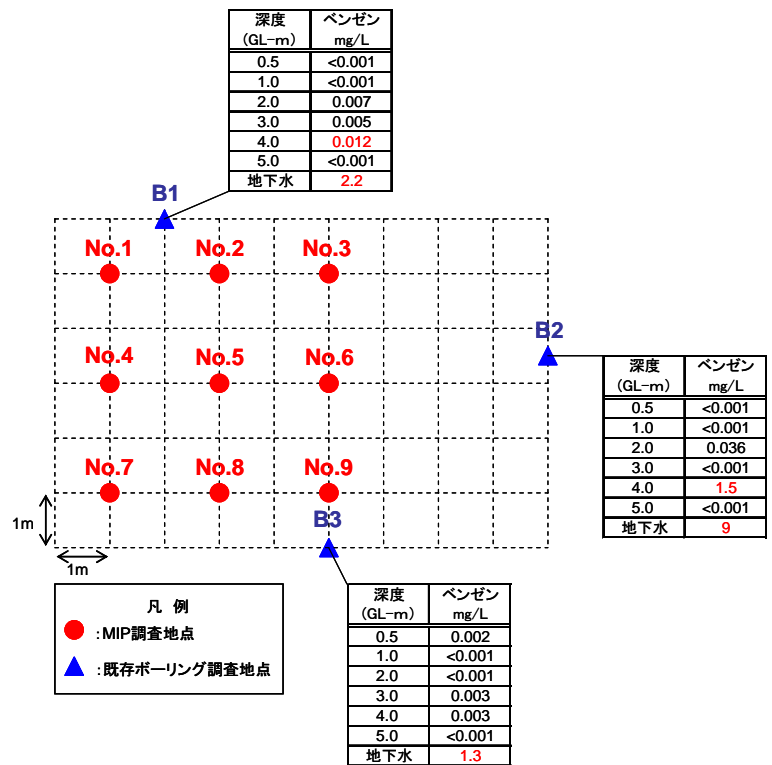 深度 ベンゼン
(GL-m) mg/L
0.5 <0.001
1.0 <0.001
2.0 0.007
3.0 0.005
4.0 0.012
5.0 <0.001
地下水 2.2
B1
No.1 No.2 No.3
B2
No.4 No.5 No.6
深度 ベンゼン
(GL-m) mg/L
0.5 <0.001
1.0 <0.001
2.0 0.036
3.0 <0.001
4.0 1.5
5.0 <0.001
地下水 9
No.7 No.8 No.9
B3
1m
1m
凡 例
:MIP調査地点
:既存ボーリング調査地点
深度 ベンゼン
(GL-m) mg/L
0.5 0.002
1.0 <0.001
2.0 <0.001
3.0 0.003
4.0 0.003
5.0 <0.001
地下水 1.3